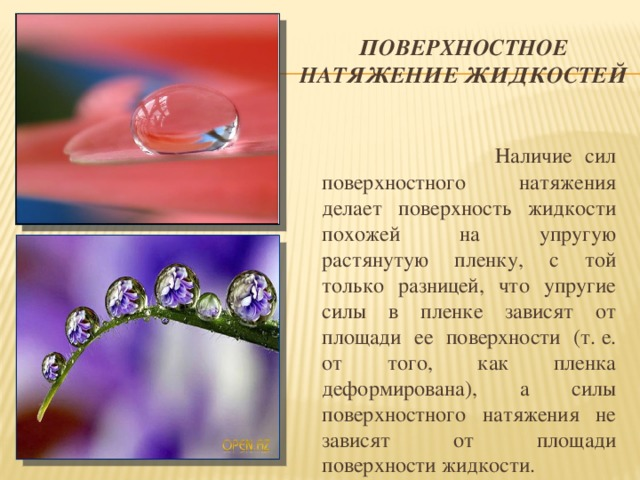 ПОВЕРХНОСТНОЕ
НАТЯЖЕНИЕ ЖИДКОСТЕЙ
Наличие сил
поверхностного натяжения
делает поверхность жидкости
похожей на упругую
растянутую пленку, с той
только разницей, что упругие
силы в пленке зависят от
площади ее поверхности (т. е.
от того, как пленка
деформирована), а силы
поверхностного натяжения не
зависят от площади
поверхности жидкости.
OPEN.AZ